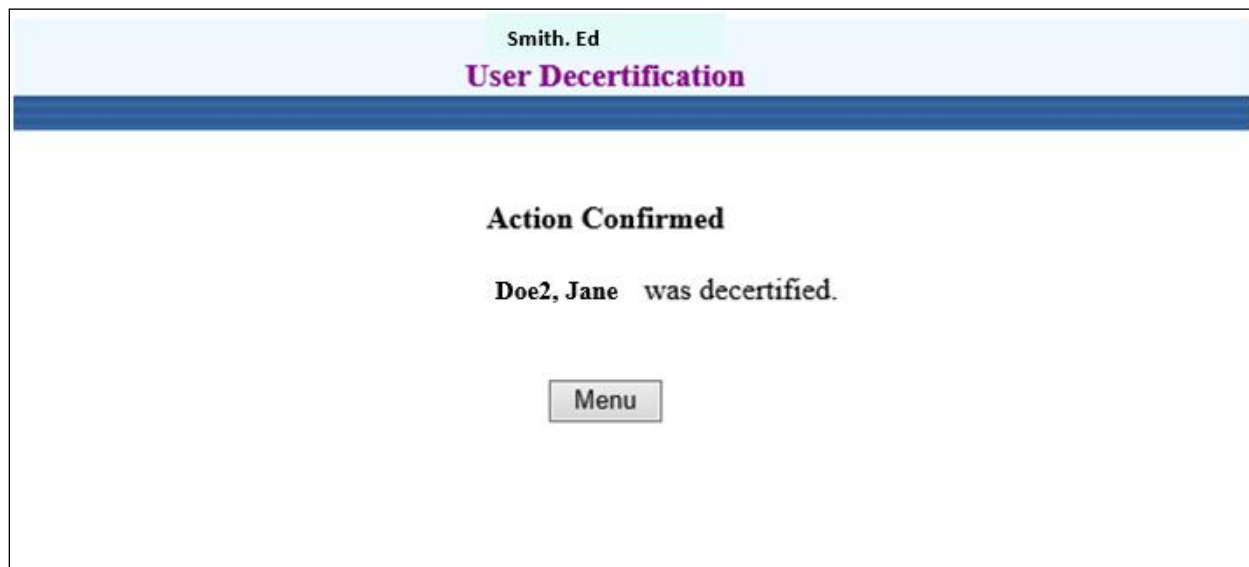 Smith. Ed
User Decertification
Action Confirmed
Doe2, Jane was decertified.
Menu